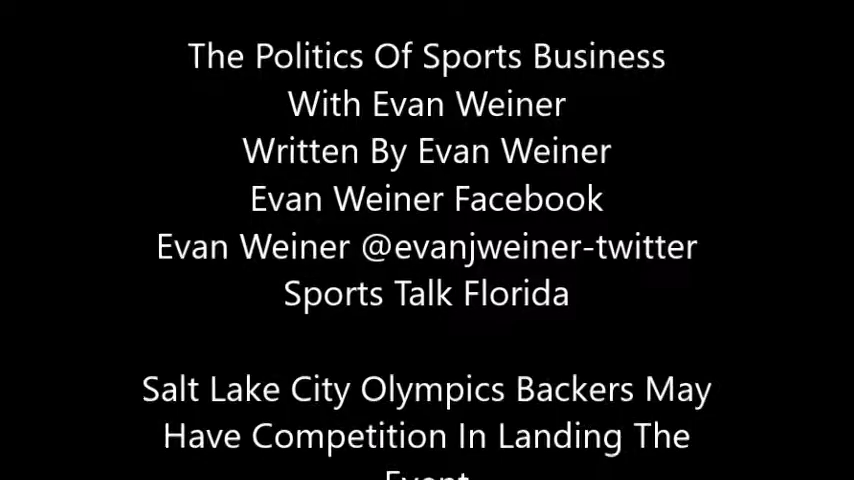 The Politics Of Sports Business
With Evan Weiner
Written By Evan Weiner
Evan Weiner Facebook
Evan Weiner @evanjweiner-twitter
Sports Talk Florida
Salt Lake City Olympics Backers May
Have Competition In Landing The
Event